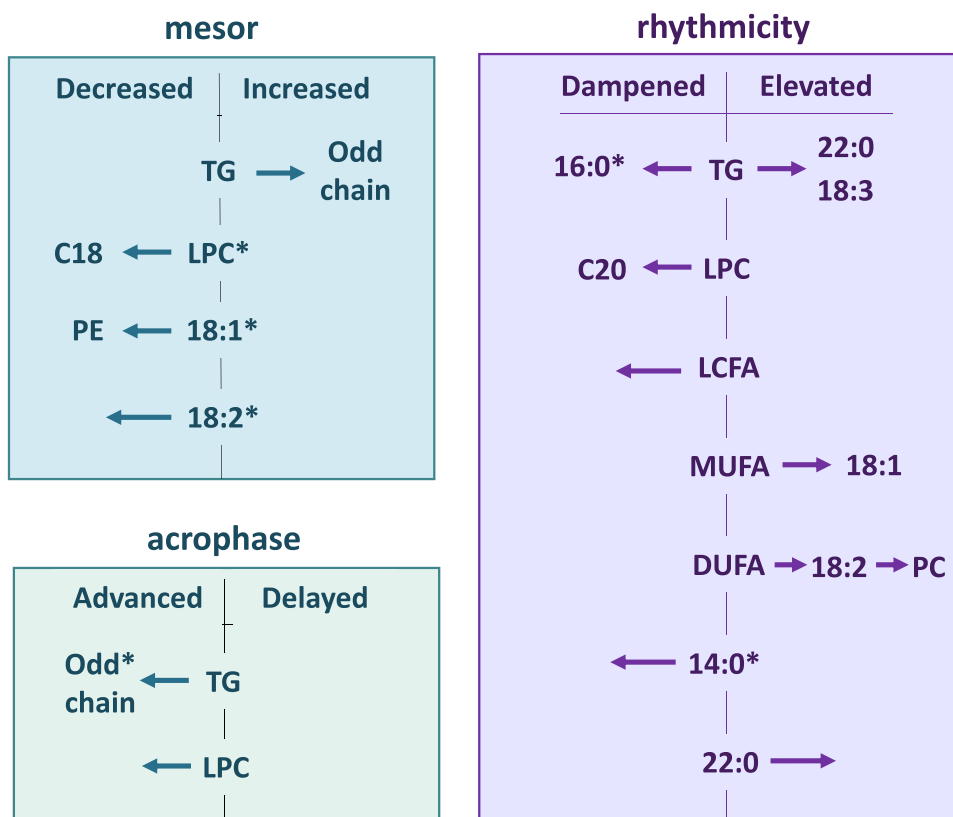 mesor
Decreased Increased
TG Odd
chain
C18 LPC*
PE 18:1*
18:2*
acrophase
Advanced Delayed
Odd*
chain TG
LPC
rhythmicity
Dampened Elevated
16:0* TG 22:0
18:3
C20 LPC
LCFA
MUFA 18:1
DUFA 18:2 PC
14:0*
22:0